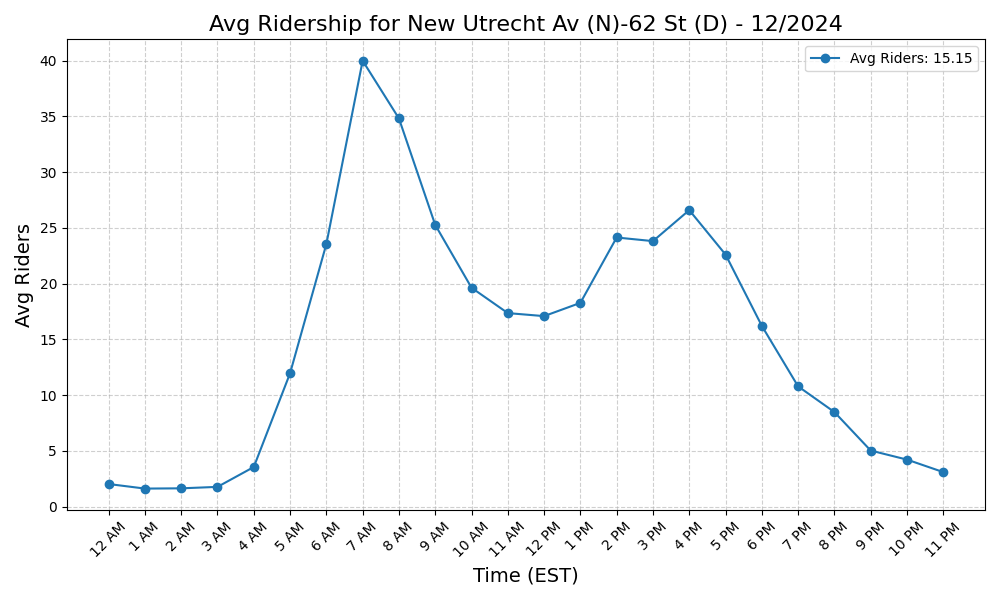 Avg Ridership for New Utrecht Av (N)-62 St (D) - 12/2024
Avg Riders: 15.15
Avg Riders
40
35
30
25
20
15
10
5
0
12 AM
1 AM
2 AM
3 AM
4 AM
5 AM
6 AM
7 AM
8 AM
9 AM
10 AM
11 AM
12 PM
1 PM
2 PM
3 PM
4 PM
5 PM
6 PM
7 PM
8 PM
9 PM
10 PM
11 PM
Time (EST)